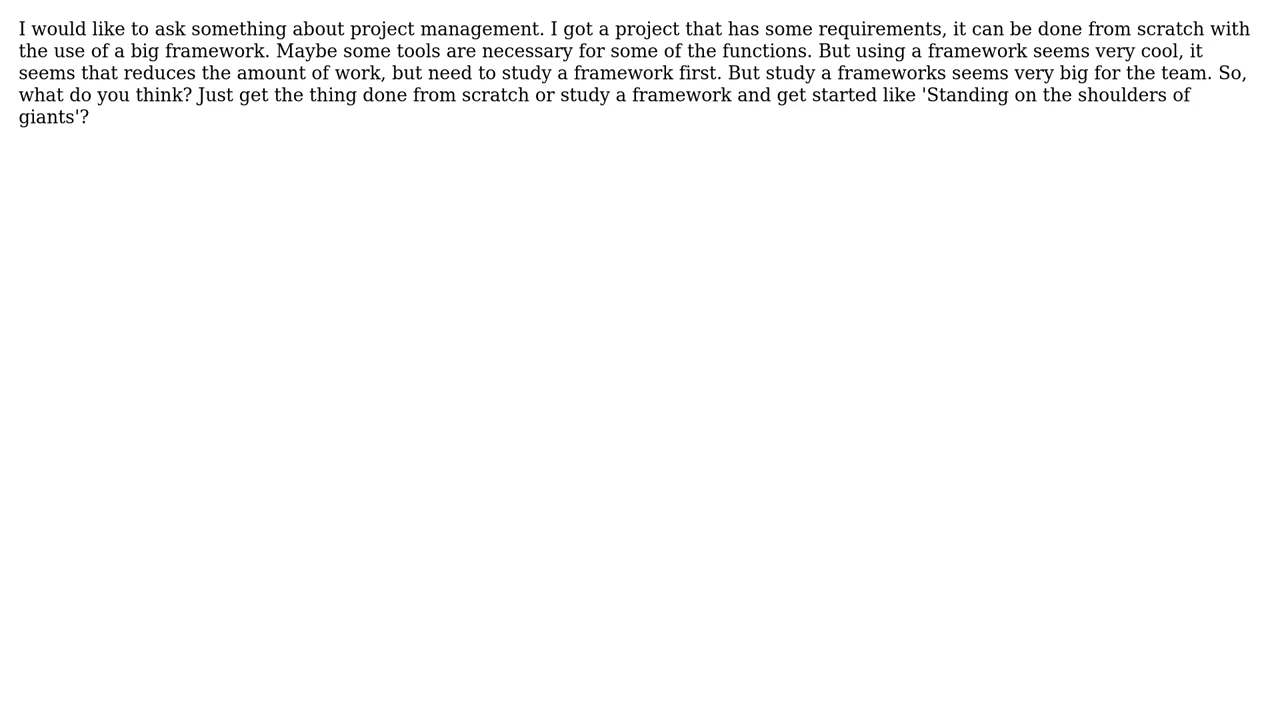 I would like to ask something about project management. I got a project that has some requirements, it can be done from scratch with
the use of a big framework. Maybe some tools are necessary for some of the functions. But using a framework seems very cool, it
seems that reduces the amount of work, but need to study a framework first. But study a frameworks seems very big for the team. So,
what do you think? Just get the thing done from scratch or study a framework and get started like 'Standing on the shoulders of
giants'?